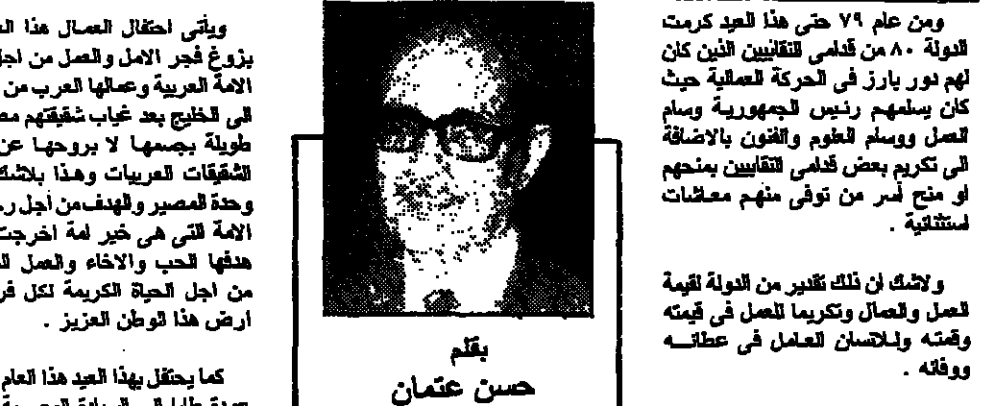 ومن عام ٧٩ حتى هذا العيد كرمت
الدولة ٨٠ من قدامى النقابيين الذين كان
لهم دور بارز فى الحركة العمالية حيث
كان يسلمهم رئيس الجمهورية وسام
العمل ووسام العلوم والفنون بالاضافة
الى تكريم بعض قدامى النقابيين بمنحهم
او منح أسر من توفى منهم معاشات
استثنائية .
ولاشك ان ذلك تقدير من الدولة لقيمة
العمل والعمال وتكريما للعمل فى قيمته
وقمته وللانسان العامل فى عطائه
ووفائه .
بقلم
حسن عتمان
ويأتى احتفال العمال هذا
بزوغ فجر الامل والعمل من اجل
الامة العربية وعمالها العرب من
الى الخليج بعد غياب شقيقتهم
طويلة بجسمها لا بروحها عن
الشقيقات العربيات وهذا بلاشك
وحدة المصير والهدف من أجل
الامة التى هى خير امة اخرجت
هدفها الحب والاخاء والعمل
من اجل الحياة الكريمة لكل
ارض هذا الوطن العزيز .
كما يحتفل بهذا العيد هذا العام